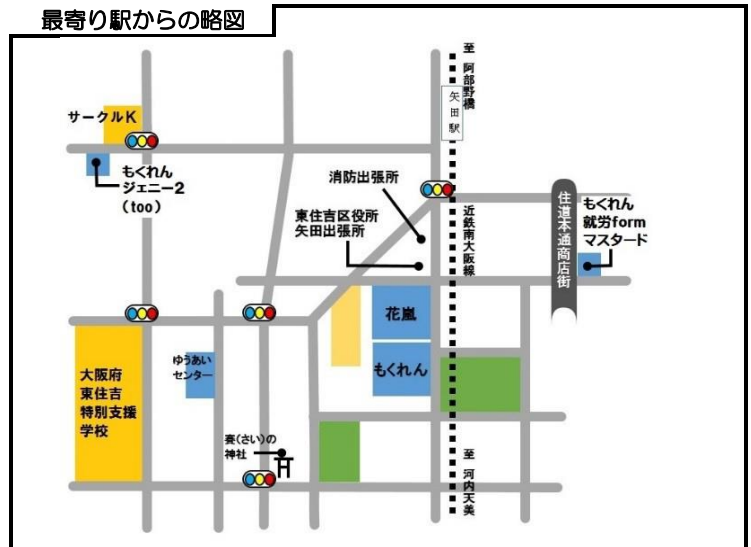 最寄り駅からの略図
至 阿部野橋
矢田駅
サークルK
もくれん
ジェニー2
(too)
消防出張所
東住吉区役所
矢田出張所
近鉄南大阪線
住道本通商店街
もくれん
就労form
マスタード
花嵐
もくれん
ゆうあい
センター
大阪府
東住吉
特別支援
学校
賽(さい)の
神社
至 河内天美